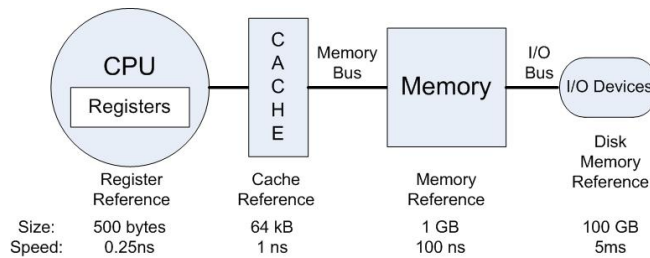 CPU
Registers
CACHE
Memory
Bus
Memory
I/O
Bus
I/O Devices
Register
Reference
Cache
Reference
Memory
Reference
Disk
Memory
Reference
Size: 500 bytes 64 kB 1 GB 100 GB
Speed: 0.25ns 1 ns 100 ns 5ms